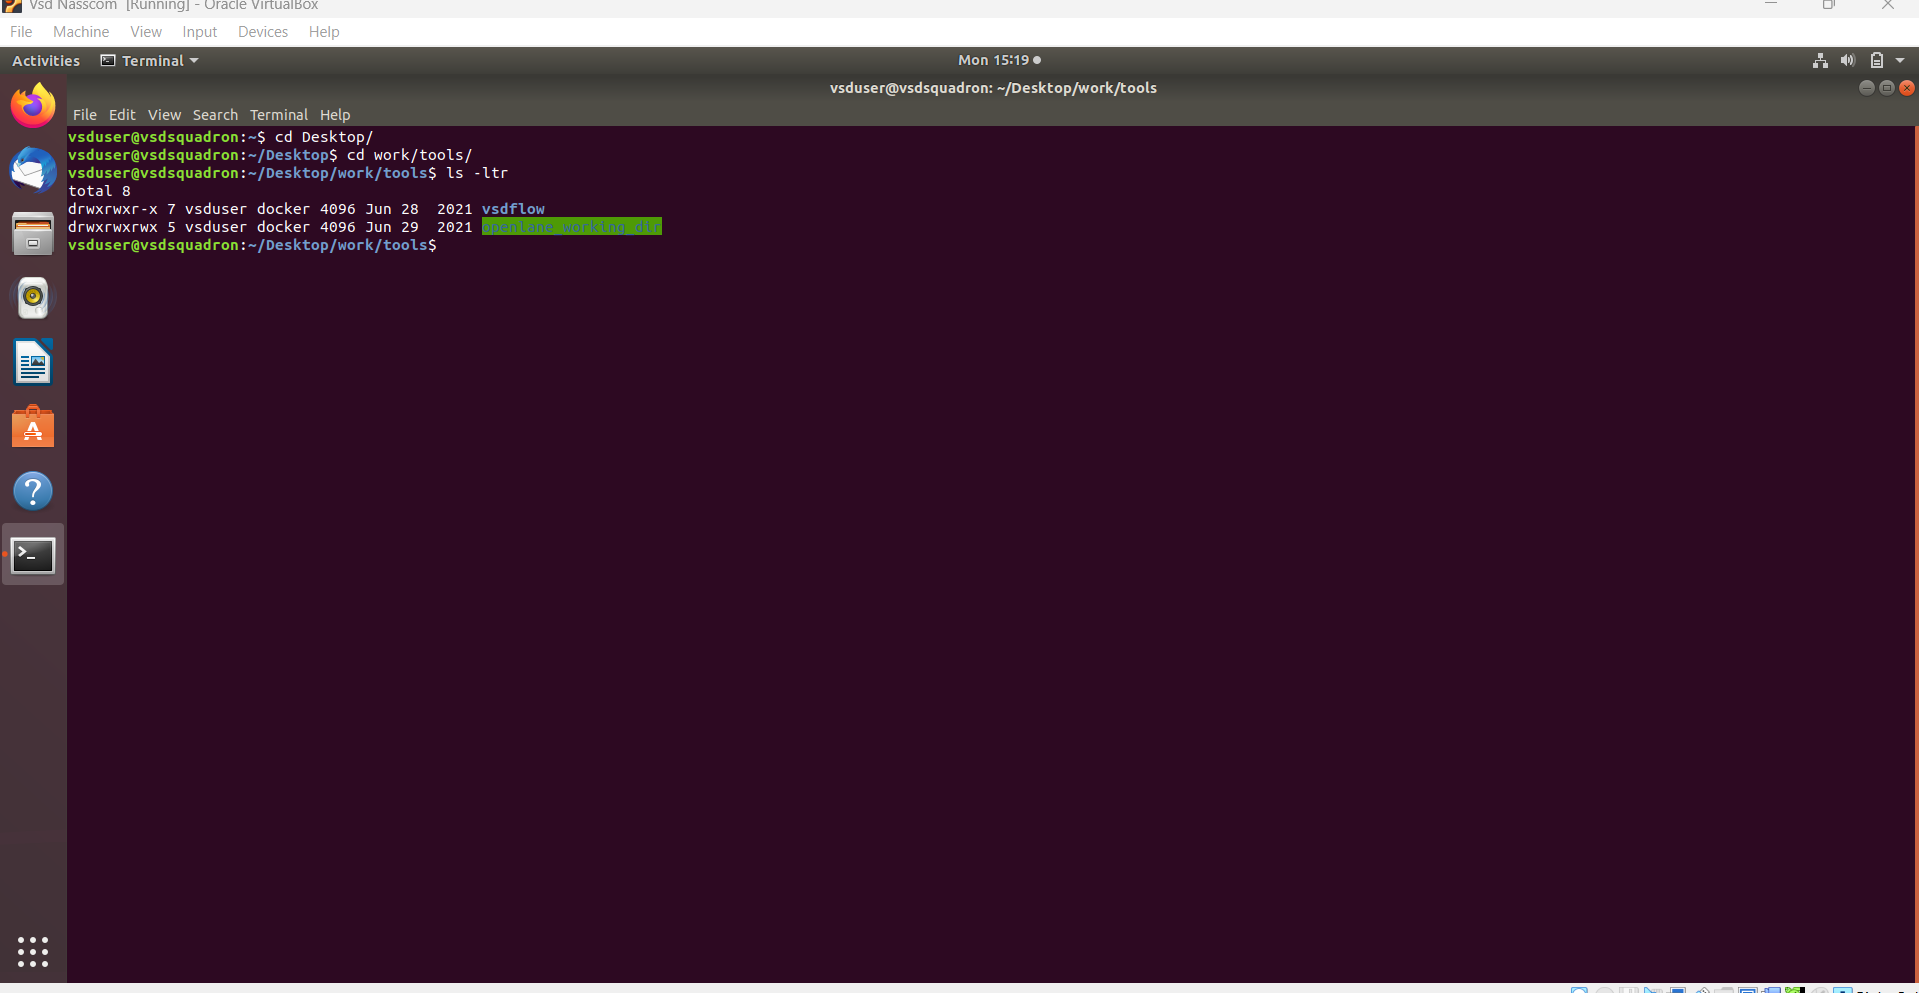 Vsd Nasscom [Running] - Oracle VirtualBox
File Machine View Input Devices Help
Activities Terminal Mon 15:19
vsduser@vsdsquadron: ~/Desktop/work/tools
File Edit View Search Terminal Help
vsduser@vsdsquadron:~$ cd Desktop/
vsduser@vsdsquadron:~/Desktop$ cd work/tools/
vsduser@vsdsquadron:~/Desktop/work/tools$ ls -ltr
total 8
drwxrwxr-x 7 vsduser docker 4096 Jun 28  2021 vsdflow
drwxrwxrwx 5 vsduser docker 4096 Jun 29  2021 openlane_working_dir
vsduser@vsdsquadron:~/Desktop/work/tools$